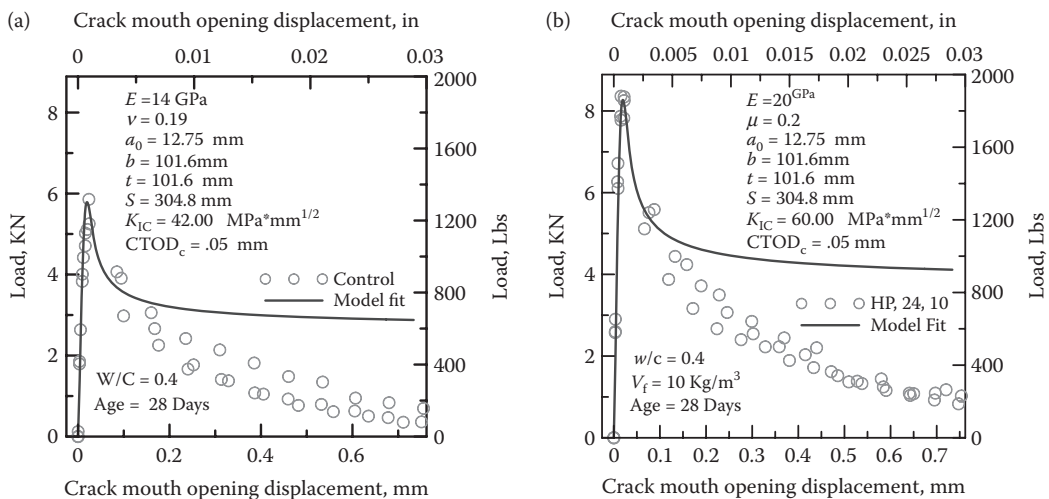 (a)
Crack mouth opening displacement, in
0 0.01 0.02 0.03
8
6
4
2
0
Load, KN
E =14 GPa
ν = 0.19
a0 = 12.75 mm
b = 101.6mm
t = 101.6 mm
S = 304.8 mm
KIC = 42.00 MPa*mm1/2
CTODc = .05 mm
Control
Model fit
W/C = 0.4
Age = 28 Days
2000
1600
1200
800
400
0
Load, Lbs
0 0.2 0.4 0.6
Crack mouth opening displacement, mm
(b)
Crack mouth opening displacement, in
0 0.005 0.01 0.015 0.02 0.025 0.03
8
6
4
2
0
Load, KN
E =20GPa
μ = 0.2
a0 = 12.75 mm
b = 101.6mm
t = 101.6 mm
S = 304.8 mm
KIC = 60.00 MPa*mm1/2
CTODc = .05 mm
HP, 24, 10
Model Fit
w/c = 0.4
Vf = 10 Kg/m3
Age = 28 Days
2000
1600
1200
800
400
0
Load, Lbs
0 0.1 0.2 0.3 0.4 0.5 0.6 0.7
Crack mouth opening displacement, mm